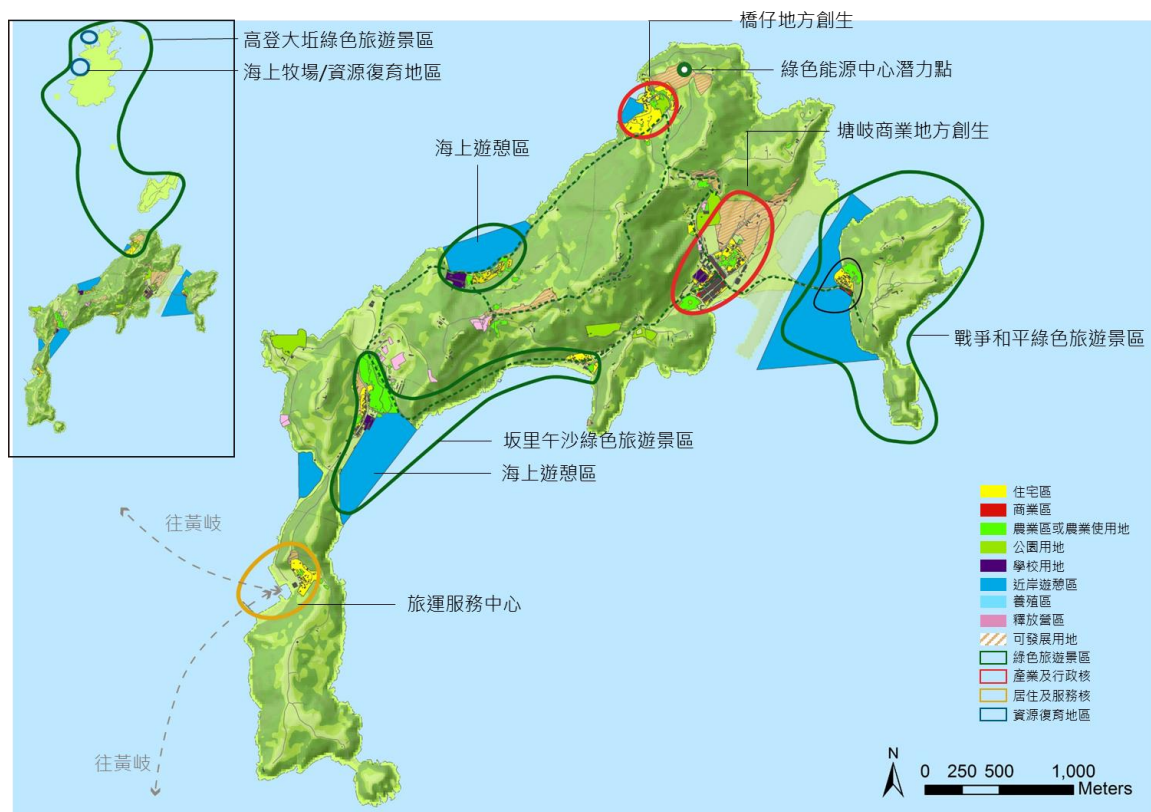 高登大坵綠色旅遊景區
海上牧場/資源復育地區
橋仔地方創生
綠色能源中心潛力點
塘岐商業地方創生
海上遊憩區
戰爭和平綠色旅遊景區
坂里午沙綠色旅遊景區
海上遊憩區
往黃岐
旅運服務中心
往黃岐
住宅區
商業區
農業區或農業使用地
公園用地
學校用地
近岸遊憩區
養殖區
釋放營區
可發展用地
綠色旅遊景區
產業及行政核
居住及服務核
資源復育地區
N
0 250 500 1,000
Meters